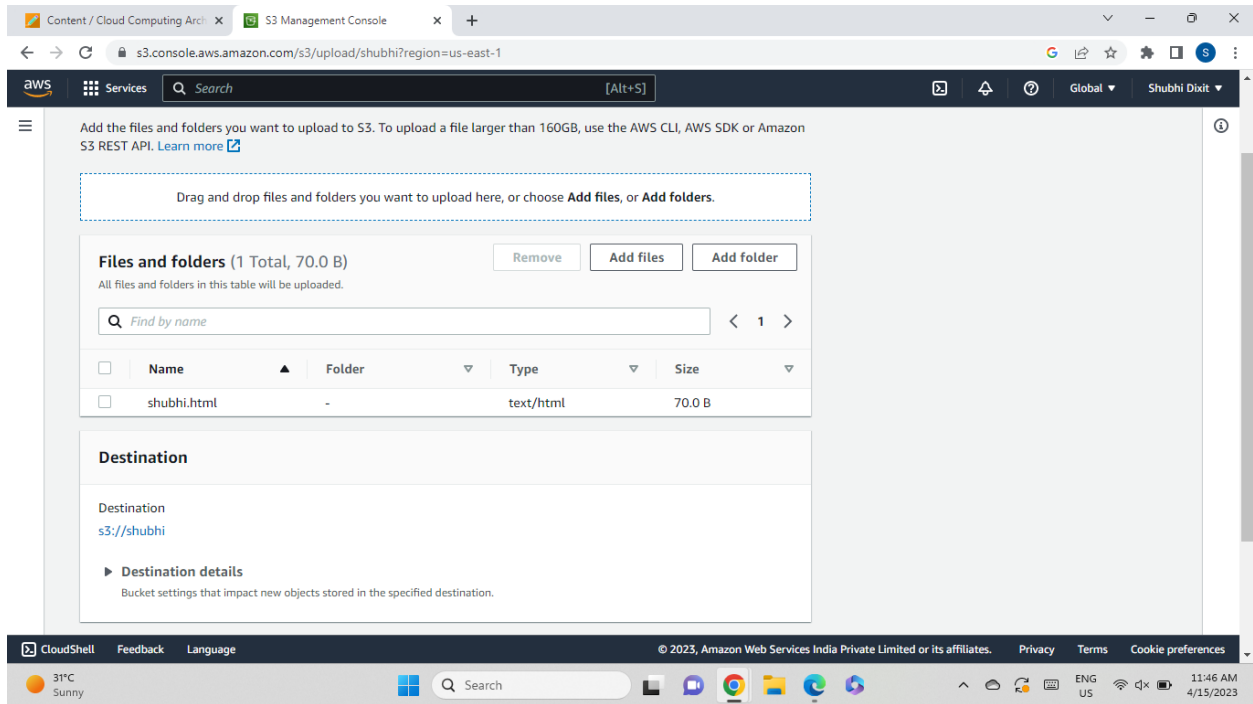 Content / Cloud Computing Arch
S3 Management Console
s3.console.aws.amazon.com/s3/upload/shubhi?region=us-east-1
G
S
aws
Services
Search
[Alt+S]
Global
Shubhi Dixit
Add the files and folders you want to upload to S3. To upload a file larger than 160GB, use the AWS CLI, AWS SDK or Amazon
S3 REST API. Learn more
Drag and drop files and folders you want to upload here, or choose Add files, or Add folders.
Files and folders (1 Total, 70.0 B)
Remove
Add files
Add folder
All files and folders in this table will be uploaded.
Find by name
1
Name
Folder
Type
Size
shubhi.html
-
text/html
70.0 B
Destination
Destination
s3://shubhi
Destination details
Bucket settings that impact new objects stored in the specified destination.
CloudShell
Feedback
Language
© 2023, Amazon Web Services India Private Limited or its affiliates.
Privacy
Terms
Cookie preferences
31°C
Sunny
Search
ENG
US
11:46 AM
4/15/2023